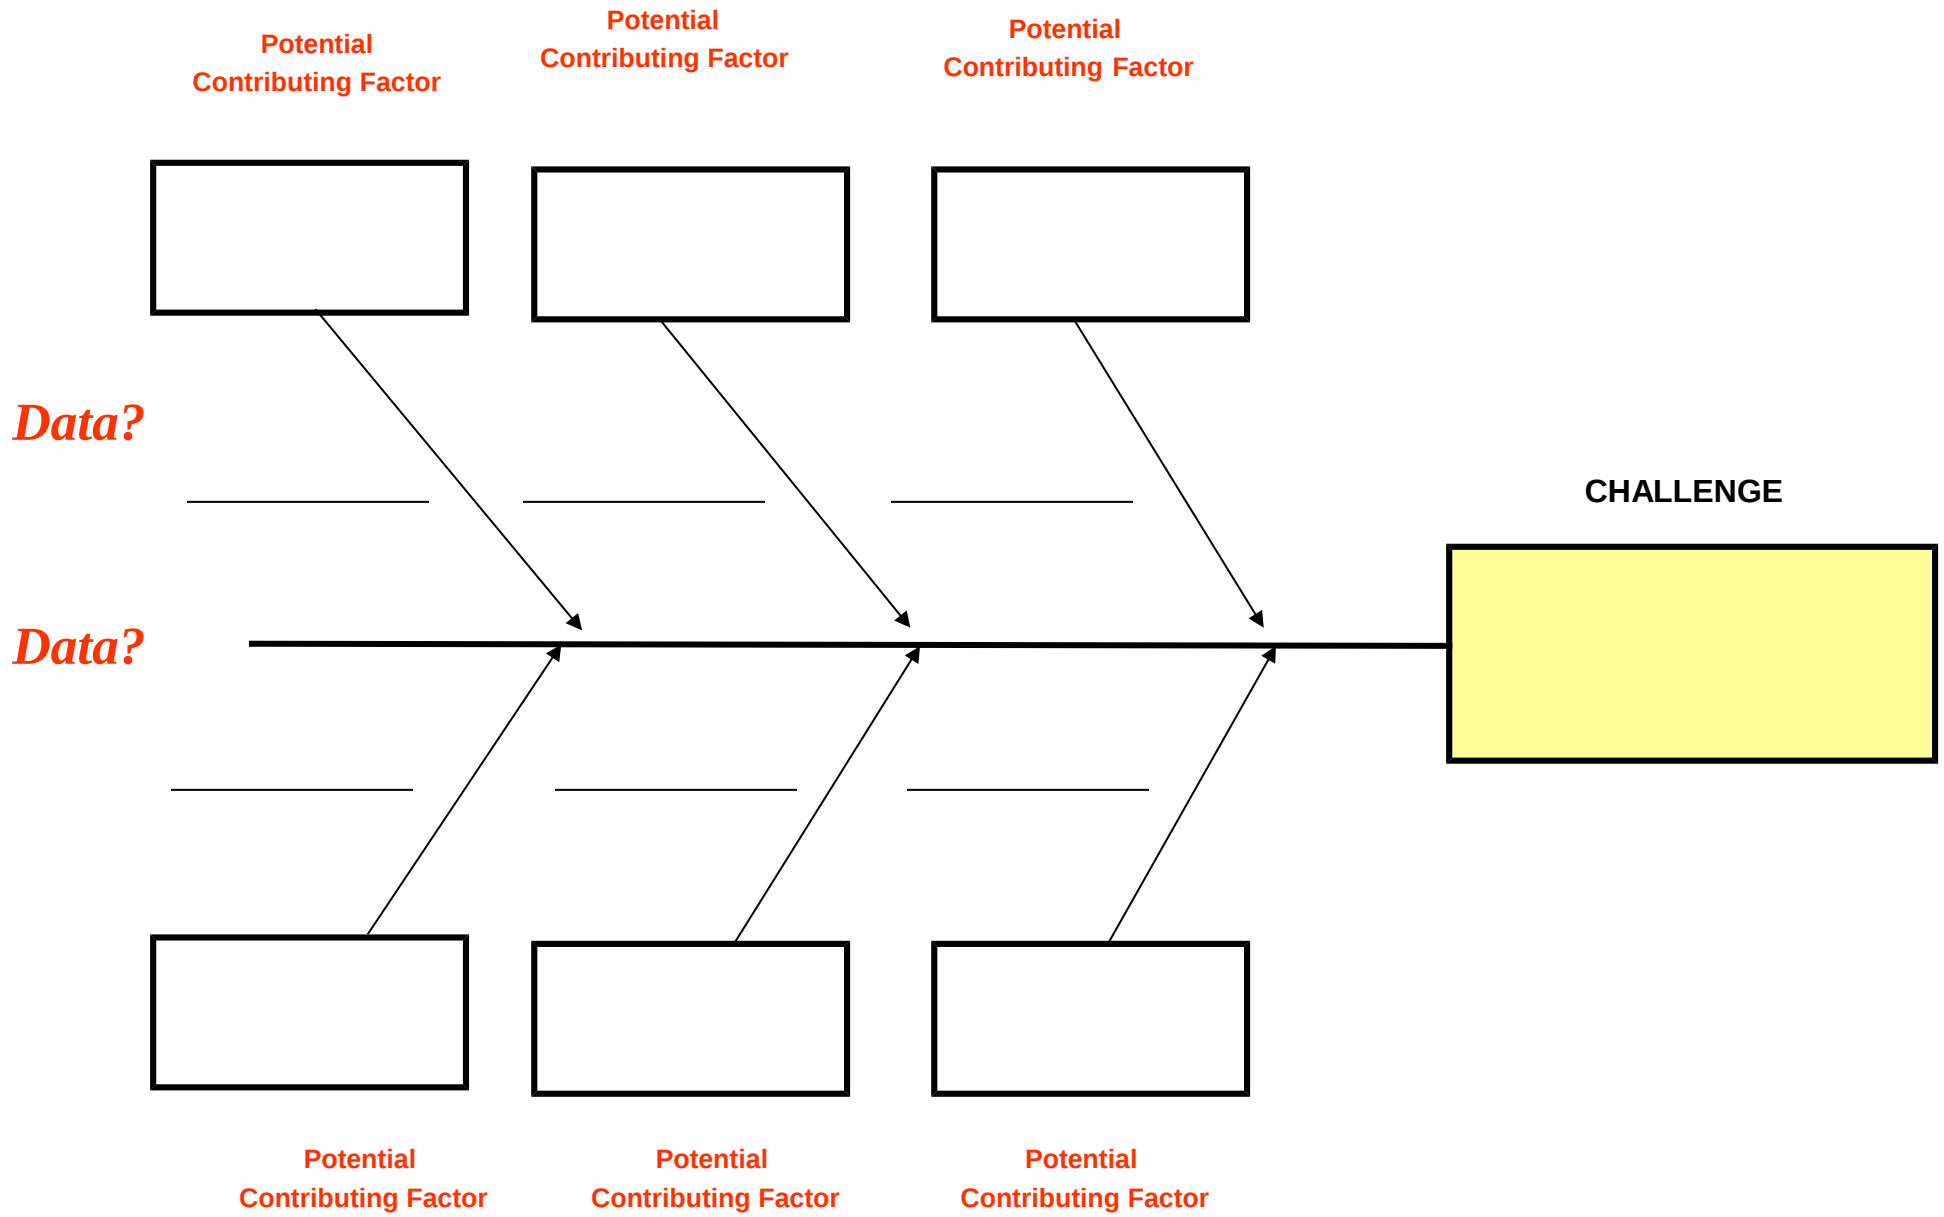 Potential
Contributing Factor
Potential
Contributing Factor
Potential
Contributing Factor
Data?
CHALLENGE
Data?
Potential
Contributing Factor
Potential
Contributing Factor
Potential
Contributing Factor